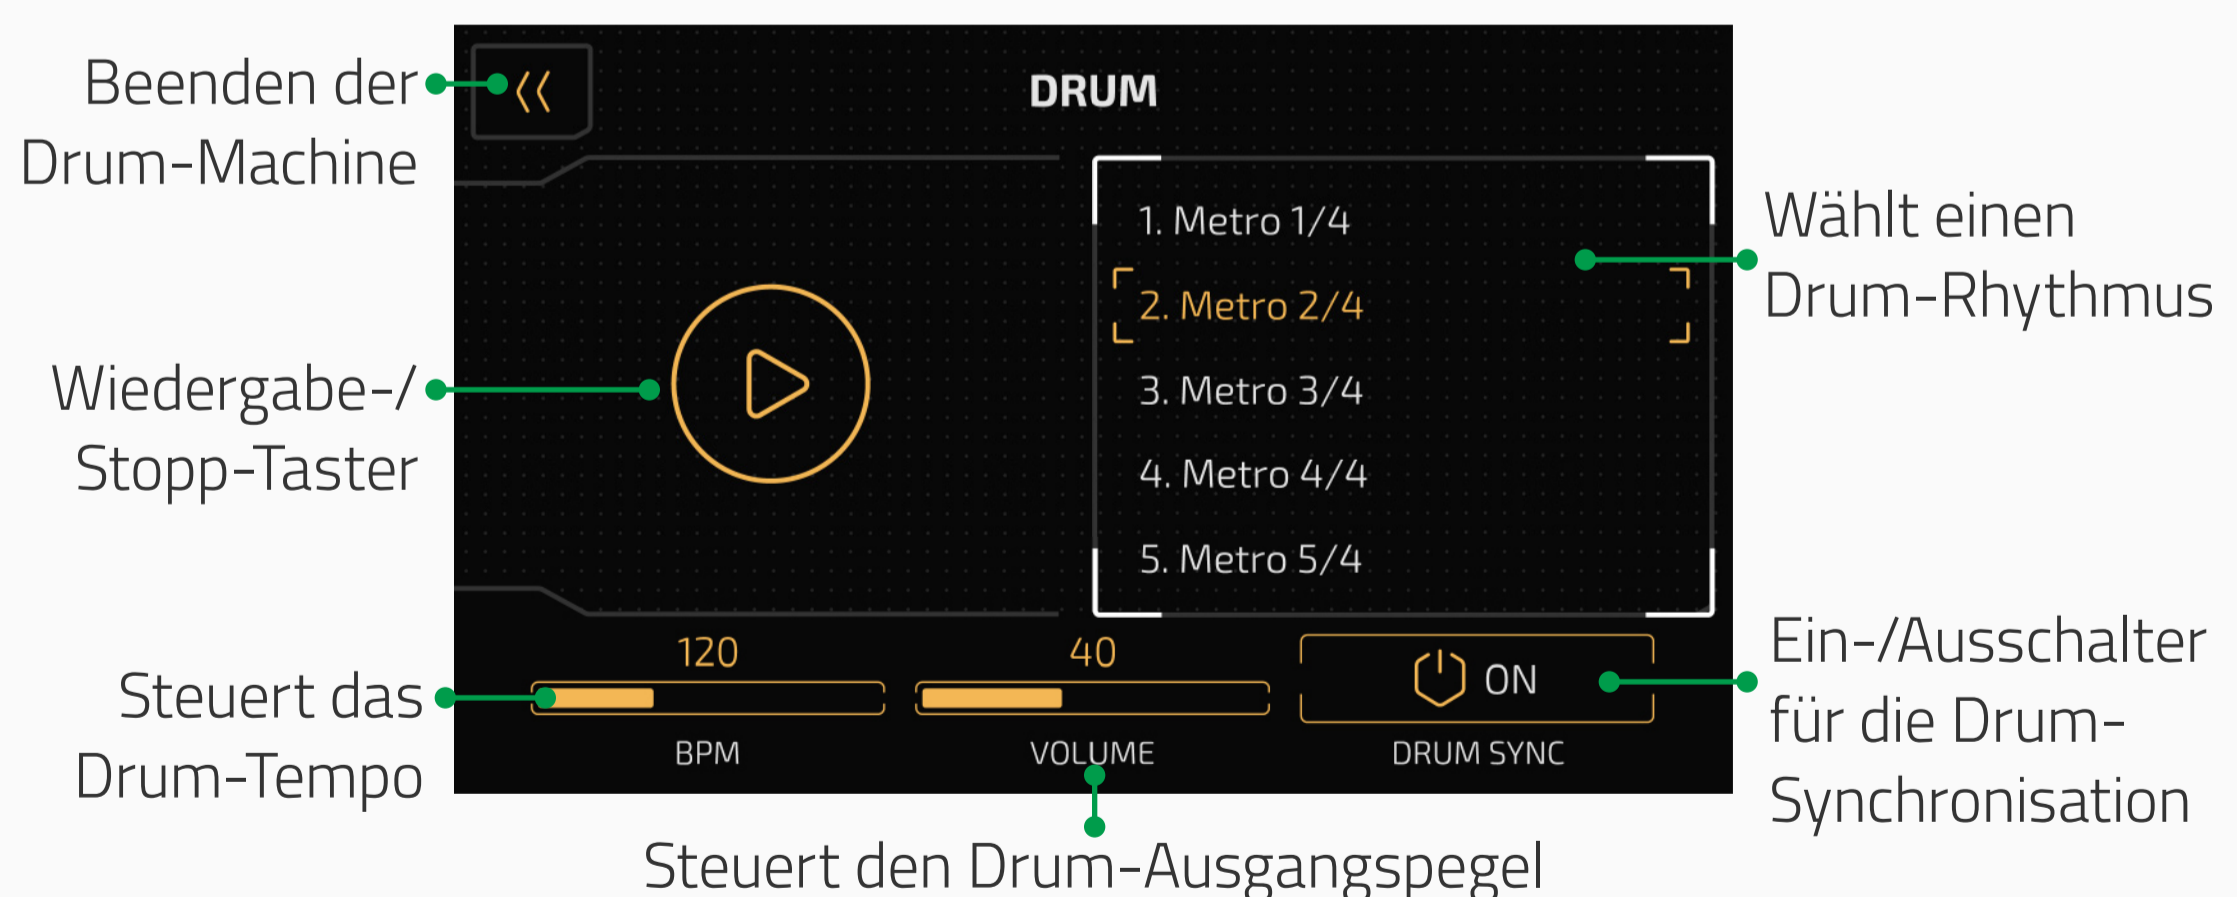 Beenden der
Drum-Machine
DRUM
1. Metro 1/4
2. Metro 2/4
3. Metro 3/4
4. Metro 4/4
5. Metro 5/4
Wählt einen
Drum-Rhythmus
Wiedergabe-/
Stopp-Taster
120
40
ON
BPM
VOLUME
DRUM SYNC
Steuert das
Drum-Tempo
Ein-/Ausschalter
für die Drum-
Synchronisation
Steuert den Drum-Ausgangspegel